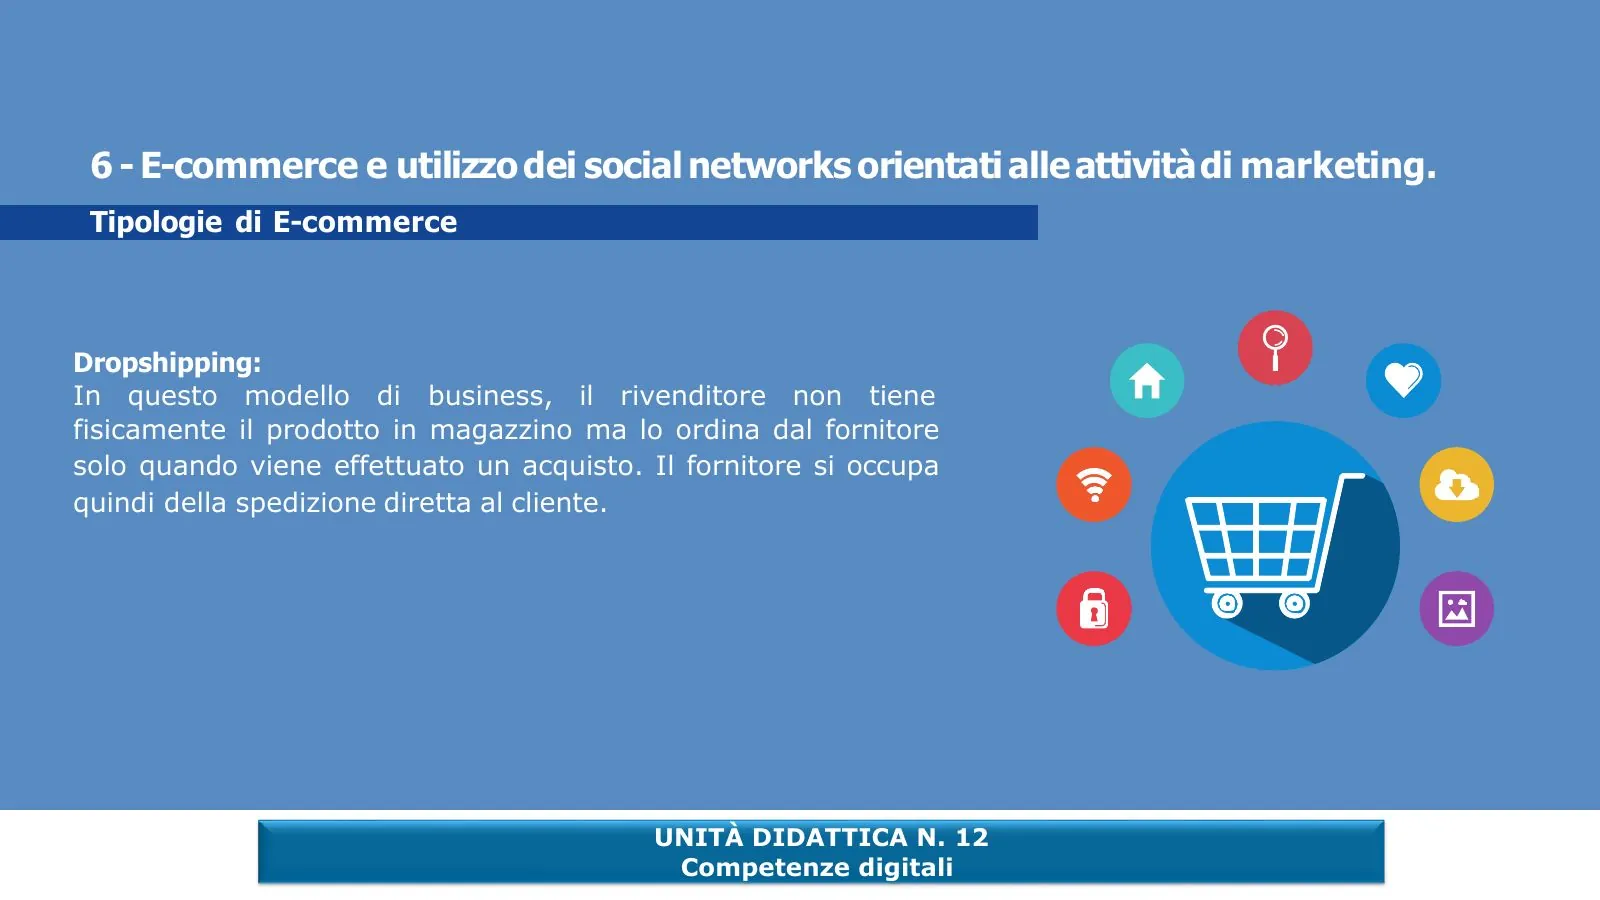 6 - E-commerce e utilizzo dei social networks orientati alle attività di marketing.
Tipologie di E-commerce
Dropshipping:
In questo modello di business, il rivenditore non tiene
fisicamente il prodotto in magazzino ma lo ordina dal fornitore
solo quando viene effettuato un acquisto. Il fornitore si occupa
quindi della spedizione diretta al cliente.
UNITÀ DIDATTICA N. 12
Competenze digitali